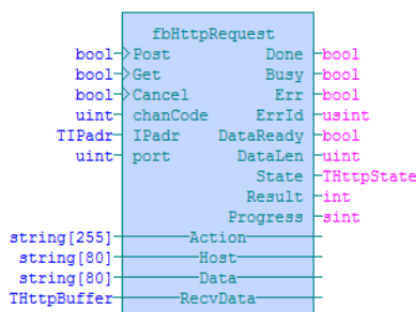 fbHttpRequest
bool Post Done bool
bool Get Busy bool
bool Cancel Err bool
uint chanCode ErrId usint
TIPadr IPadr DataReady bool
uint port DataLen uint
State THttpState
Result int
Progress sint
string[255] Action
string[80] Host
string[80] Data
THttpBuffer RecvData